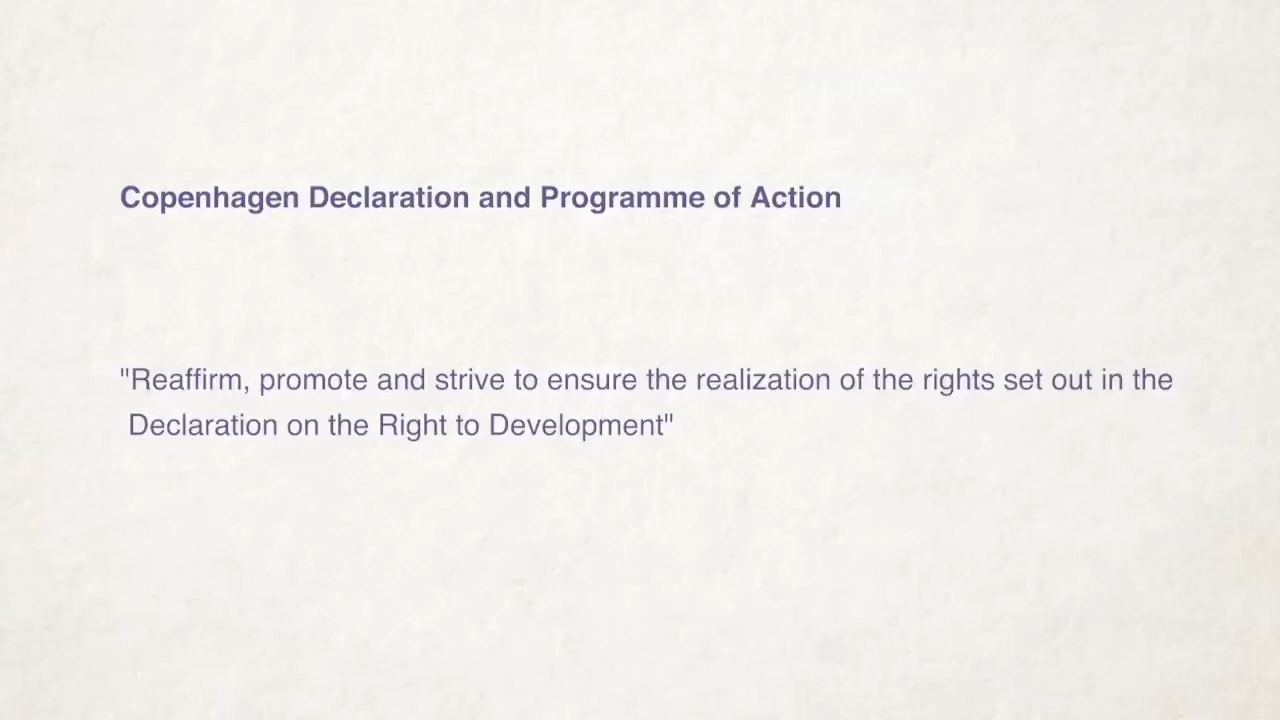 Copenhagen Declaration and Programme of Action
"Reaffirm, promote and strive to ensure the realization of the rights set out in the
Declaration on the Right to Development"